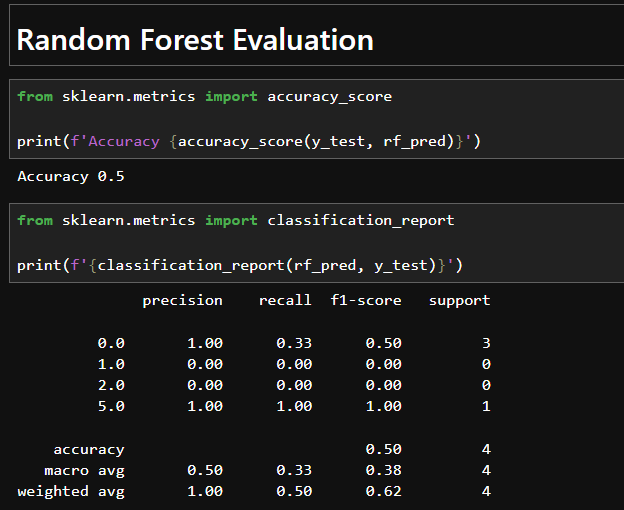 Random Forest Evaluation
from sklearn.metrics import accuracy_score
print(f'Accuracy {accuracy_score(y_test, rf_pred)}')
Accuracy 0.5
from sklearn.metrics import classification_report
print(f'{classification_report(rf_pred, y_test)}')
precision recall f1-score support
0.0 1.00 0.33 0.50 3
1.0 0.00 0.00 0.00 0
2.0 0.00 0.00 0.00 0
5.0 1.00 1.00 1.00 1
accuracy 0.50 4
macro avg 0.50 0.33 0.38 4
weighted avg 1.00 0.50 0.62 4